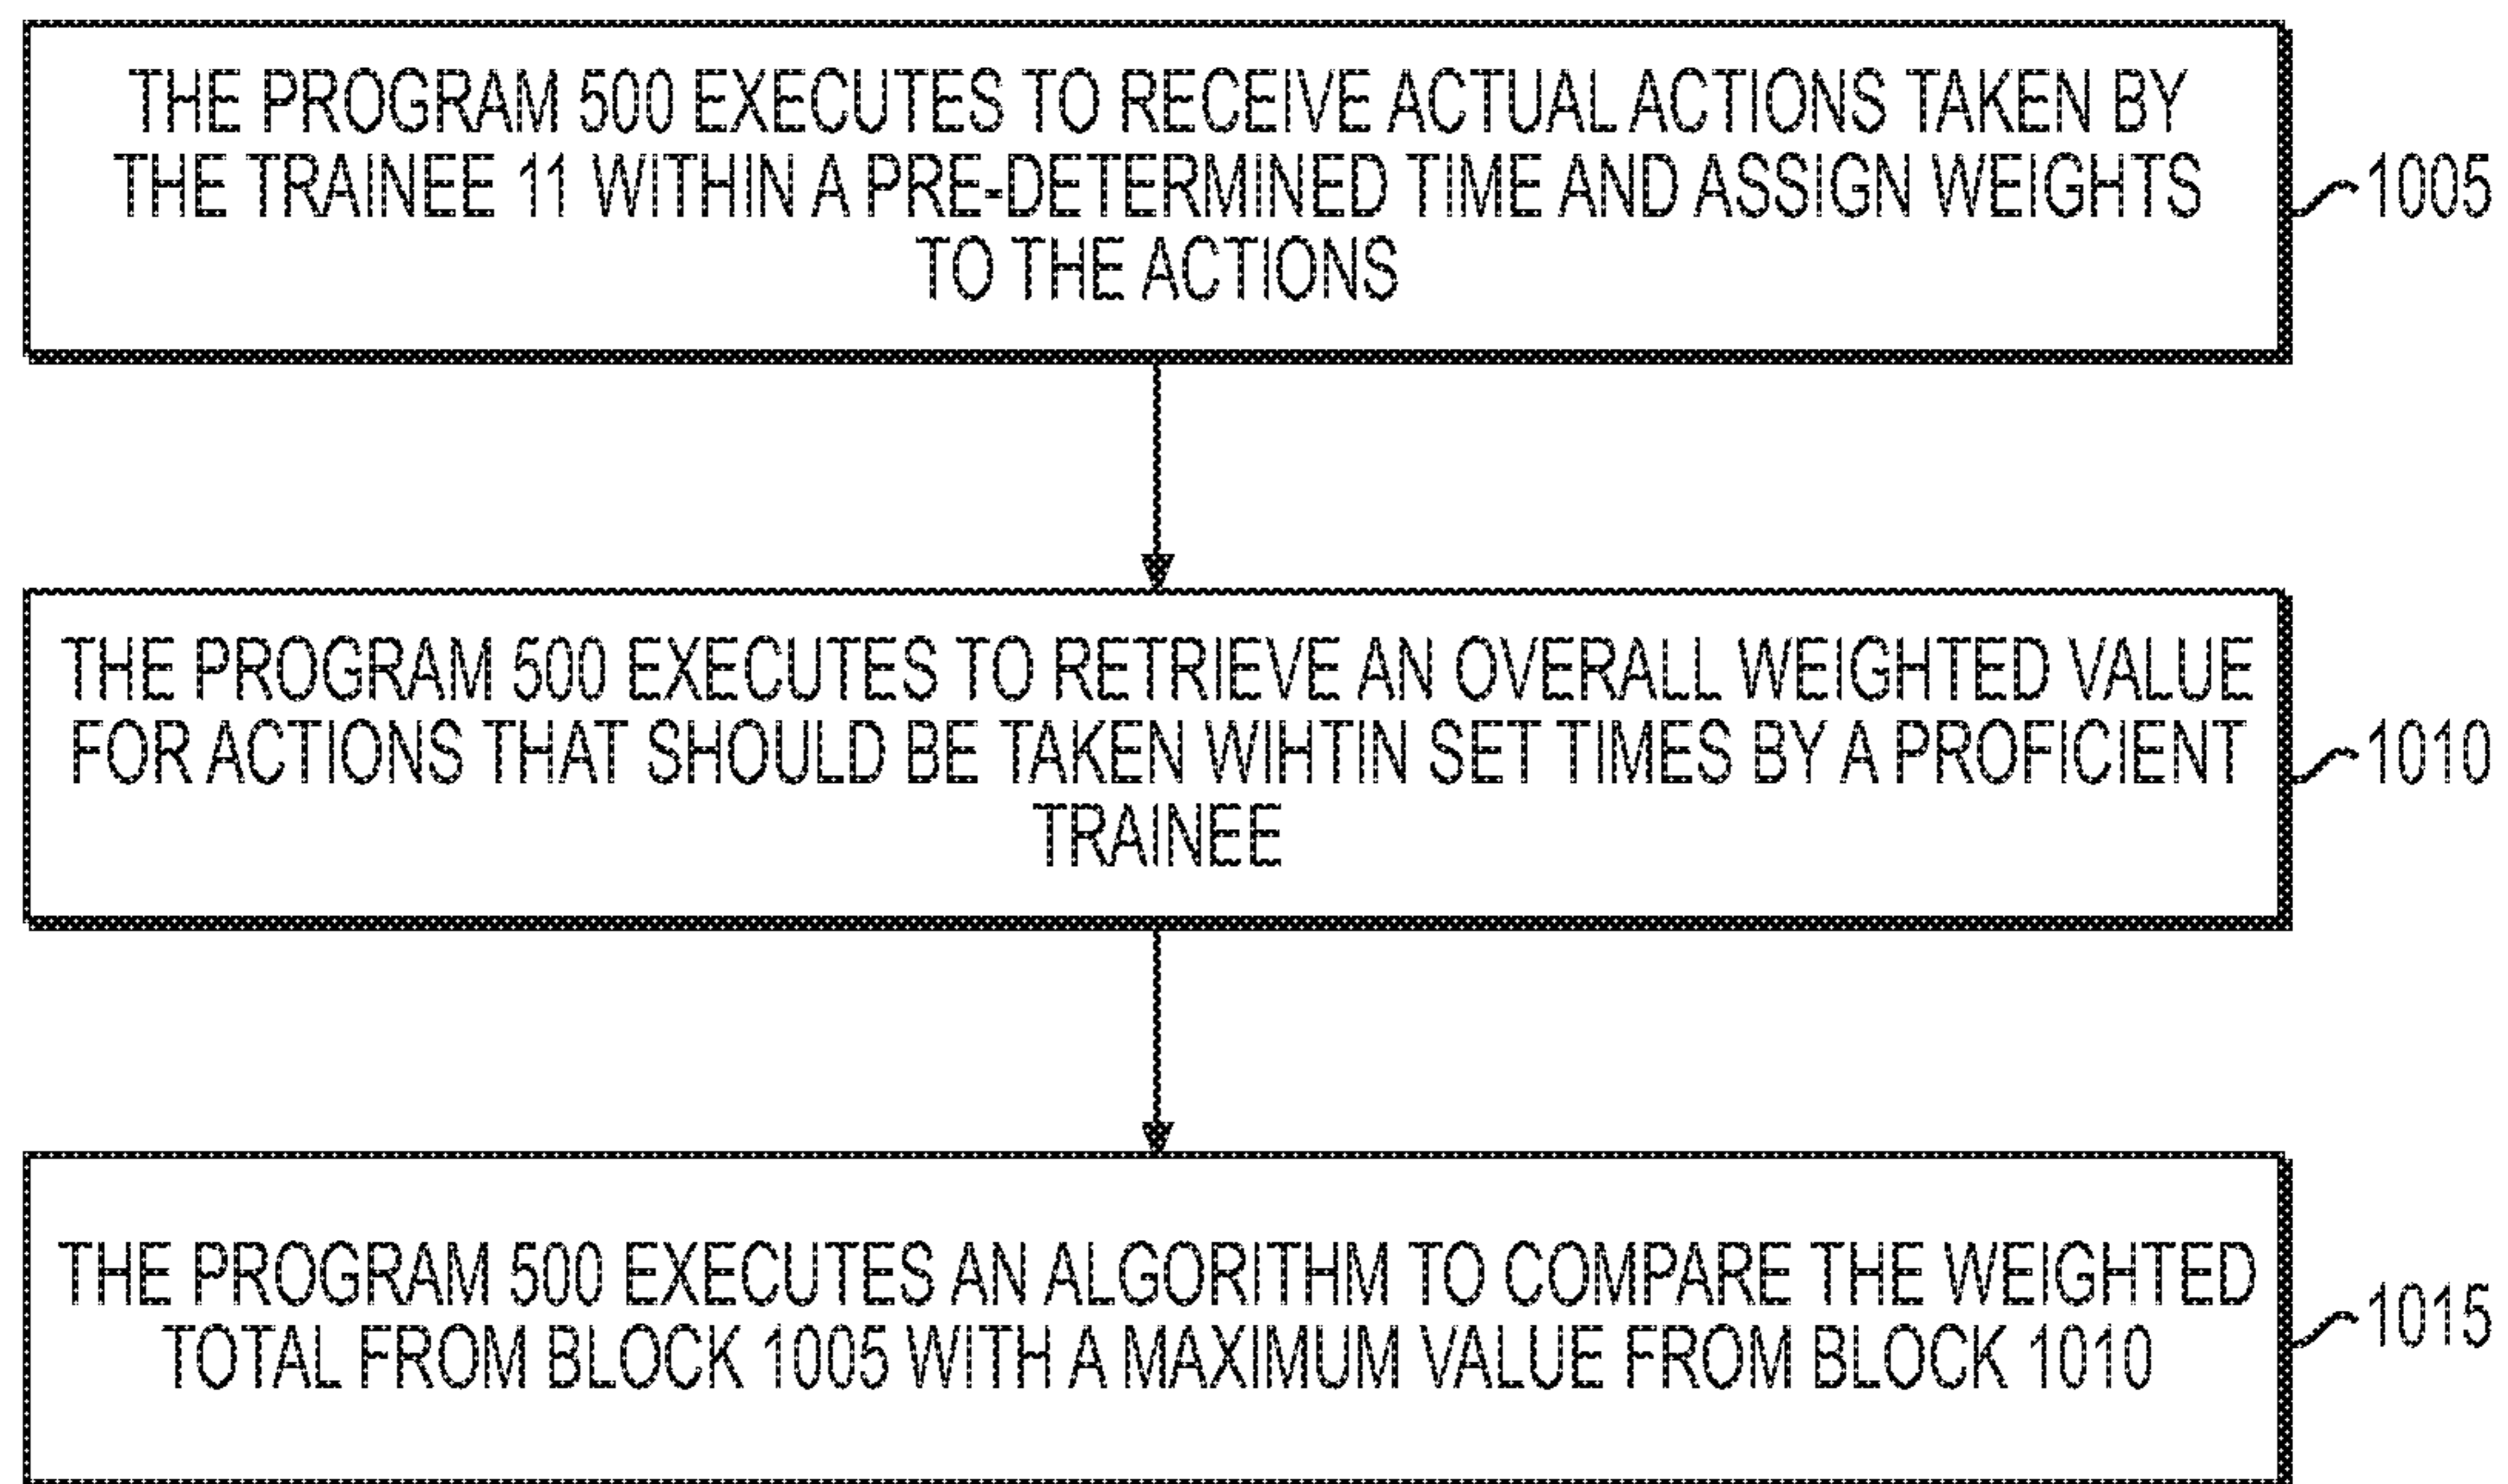 THE PROGRAM 500 EXECUTES TO RECEIVE ACTUAL ACTIONS TAKEN BY
THE TRAINEE 11 WITHIN A PRE-DETERMINED TIME AND ASSIGN WEIGHTS
TO THE ACTIONS
1005
THE PROGRAM 500 EXECUTES TO RETRIEVE AN OVERALL WEIGHTED VALUE
FOR ACTIONS THAT SHOULD BE TAKEN WIHTIN SET TIMES BY A PROFICIENT
TRAINEE
1010
THE PROGRAM 500 EXECUTES AN ALGORITHM TO COMPARE THE WEIGHTED
TOTAL FROM BLOCK 1005 WITH A MAXIMUM VALUE FROM BLOCK 1010
1015